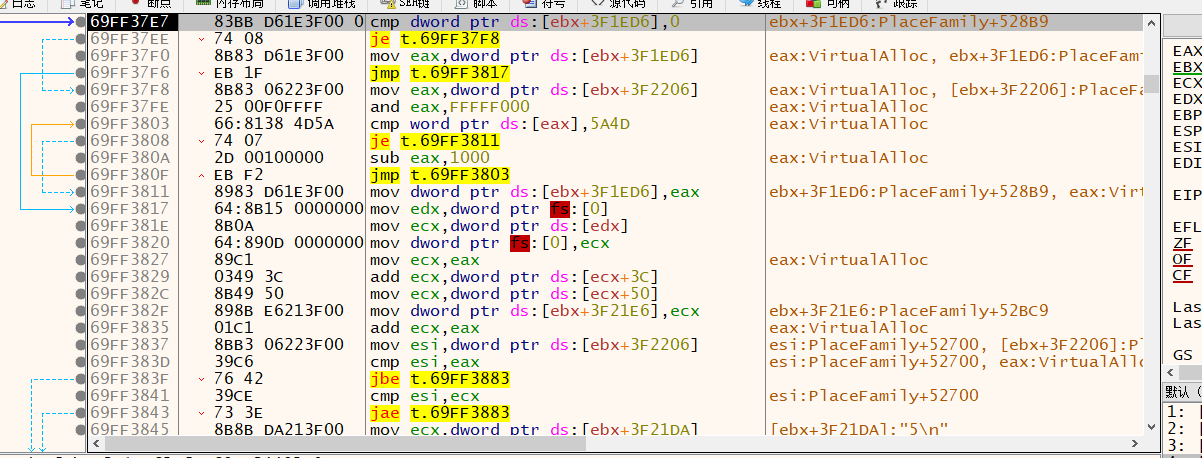 日志 笔记 断点 内存布局 调用堆栈 SEH链 脚本 符号 源代码 引用 线程 句柄 跟踪
69FF37E7 83BB D61E3F00 0 cmp dword ptr ds:[ebx+3F1ED6],0 ebx+3F1ED6:PlaceFamily+528B9
69FF37EE 74 08 je t.69FF37F8
69FF37F0 8B83 D61E3F00 mov eax,dword ptr ds:[ebx+3F1ED6] eax:VirtualAlloc, ebx+3F1ED6:PlaceFam
69FF37F6 EB 1F jmp t.69FF3817
69FF37F8 8B83 06223F00 mov eax,dword ptr ds:[ebx+3F2206] eax:VirtualAlloc, [ebx+3F2206]:PlaceFa
69FF37FE 25 00F0FFFF and eax,FFFFF000 eax:VirtualAlloc
69FF3803 66:8138 4D5A cmp word ptr ds:[eax],5A4D eax:VirtualAlloc
69FF3808 74 07 je t.69FF3811
69FF380A 2D 00100000 sub eax,1000 eax:VirtualAlloc
69FF380F EB F2 jmp t.69FF3803
69FF3811 8983 D61E3F00 mov dword ptr ds:[ebx+3F1ED6],eax ebx+3F1ED6:PlaceFamily+528B9, eax:Virt
69FF3817 64:8B15 0000000 mov edx,dword ptr fs:[0]
69FF381E 8B0A mov ecx,dword ptr ds:[edx]
69FF3820 64:890D 0000000 mov dword ptr fs:[0],ecx
69FF3827 89C1 mov ecx,eax eax:VirtualAlloc
69FF3829 0349 3C add ecx,dword ptr ds:[ecx+3C]
69FF382C 8B49 50 mov ecx,dword ptr ds:[ecx+50]
69FF382F 898B E6213F00 mov dword ptr ds:[ebx+3F21E6],ecx ebx+3F21E6:PlaceFamily+52BC9
69FF3835 01C1 add ecx,eax eax:VirtualAlloc
69FF3837 8BB3 06223F00 mov esi,dword ptr ds:[ebx+3F2206] esi:PlaceFamily+52700, [ebx+3F2206]:Pl
69FF383D 39C6 cmp esi,eax esi:PlaceFamily+52700, eax:VirtualAllo
69FF383F 76 42 jbe t.69FF3883
69FF3841 39CE cmp esi,ecx esi:PlaceFamily+52700
69FF3843 73 3E jae t.69FF3883
69FF3845 8B8B DA213F00 mov ecx,dword ptr ds:[ebx+3F21DA] [ebx+3F21DA]:"5\n"
EAX
EBX
ECX
EDX
EBP
ESP
ESI
EDI
EIP
EFL
ZF
OF
CF
Las
Las
GS
默认 (
1: [
2: [
3: [